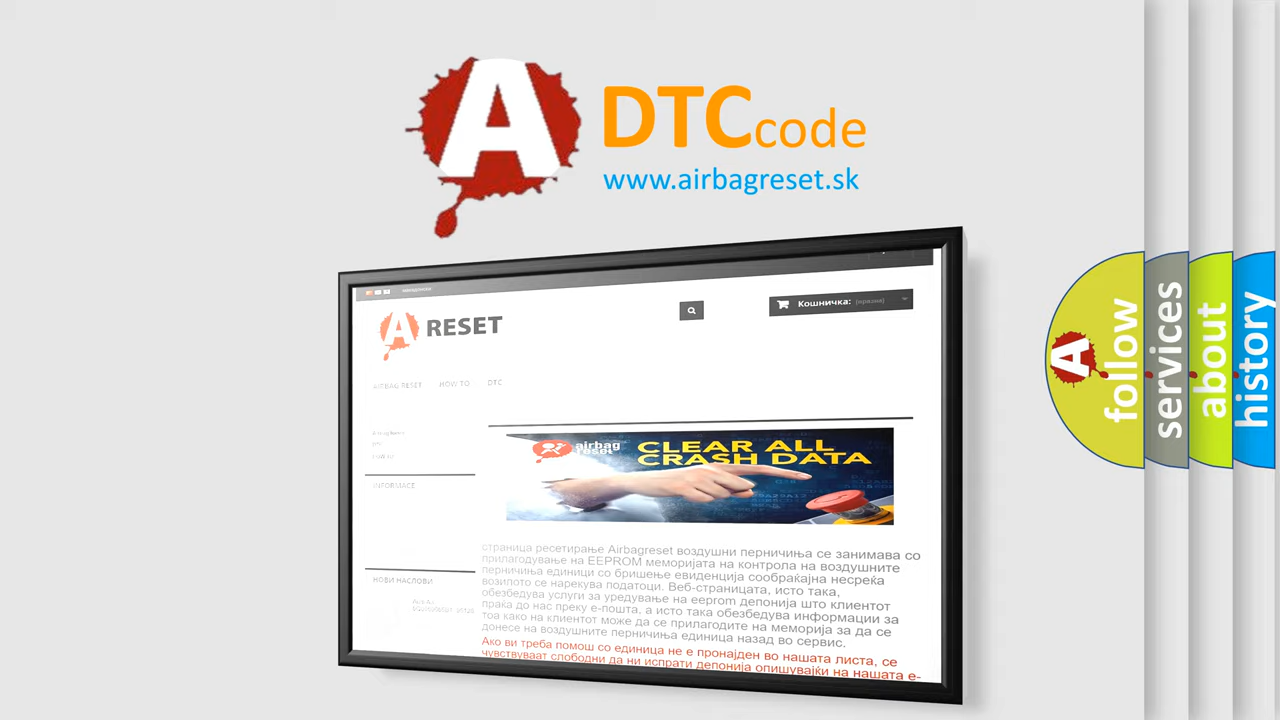 A
DTCcode
www.airbagreset.sk
Кошничка: (празни)
A RESET
AIRBAG RESET HOW TO DTC
airbag
reset
CLEAR ALL
CRASH DATA
INFORMACE
НОВИ НАСЛОВИ
страница ресетирање Airbagreset воздушни перничиња се занимава со
прилагодување на EEPROM меморијата на контрола на воздушните
перничиња единици со бришење евиденција сообраќајна несреќа
возилото се нарекува податоци. Веб-страницата, исто така,
обезбедува услуги за уредување на eeprom депонија што клиентот
праќа до нас преку е-пошта, а исто така обезбедува информации за
тоа како на клиентот може да се прилагодите на меморија за да се
донесе на воздушните перничиња единица назад во сервис.
Ако ви треба помош со единица не е пронајден во нашата листа, се
чувствуваат слободни да ни испрати депонија опишувајќи на нашата е-
A
follow
services
about
history